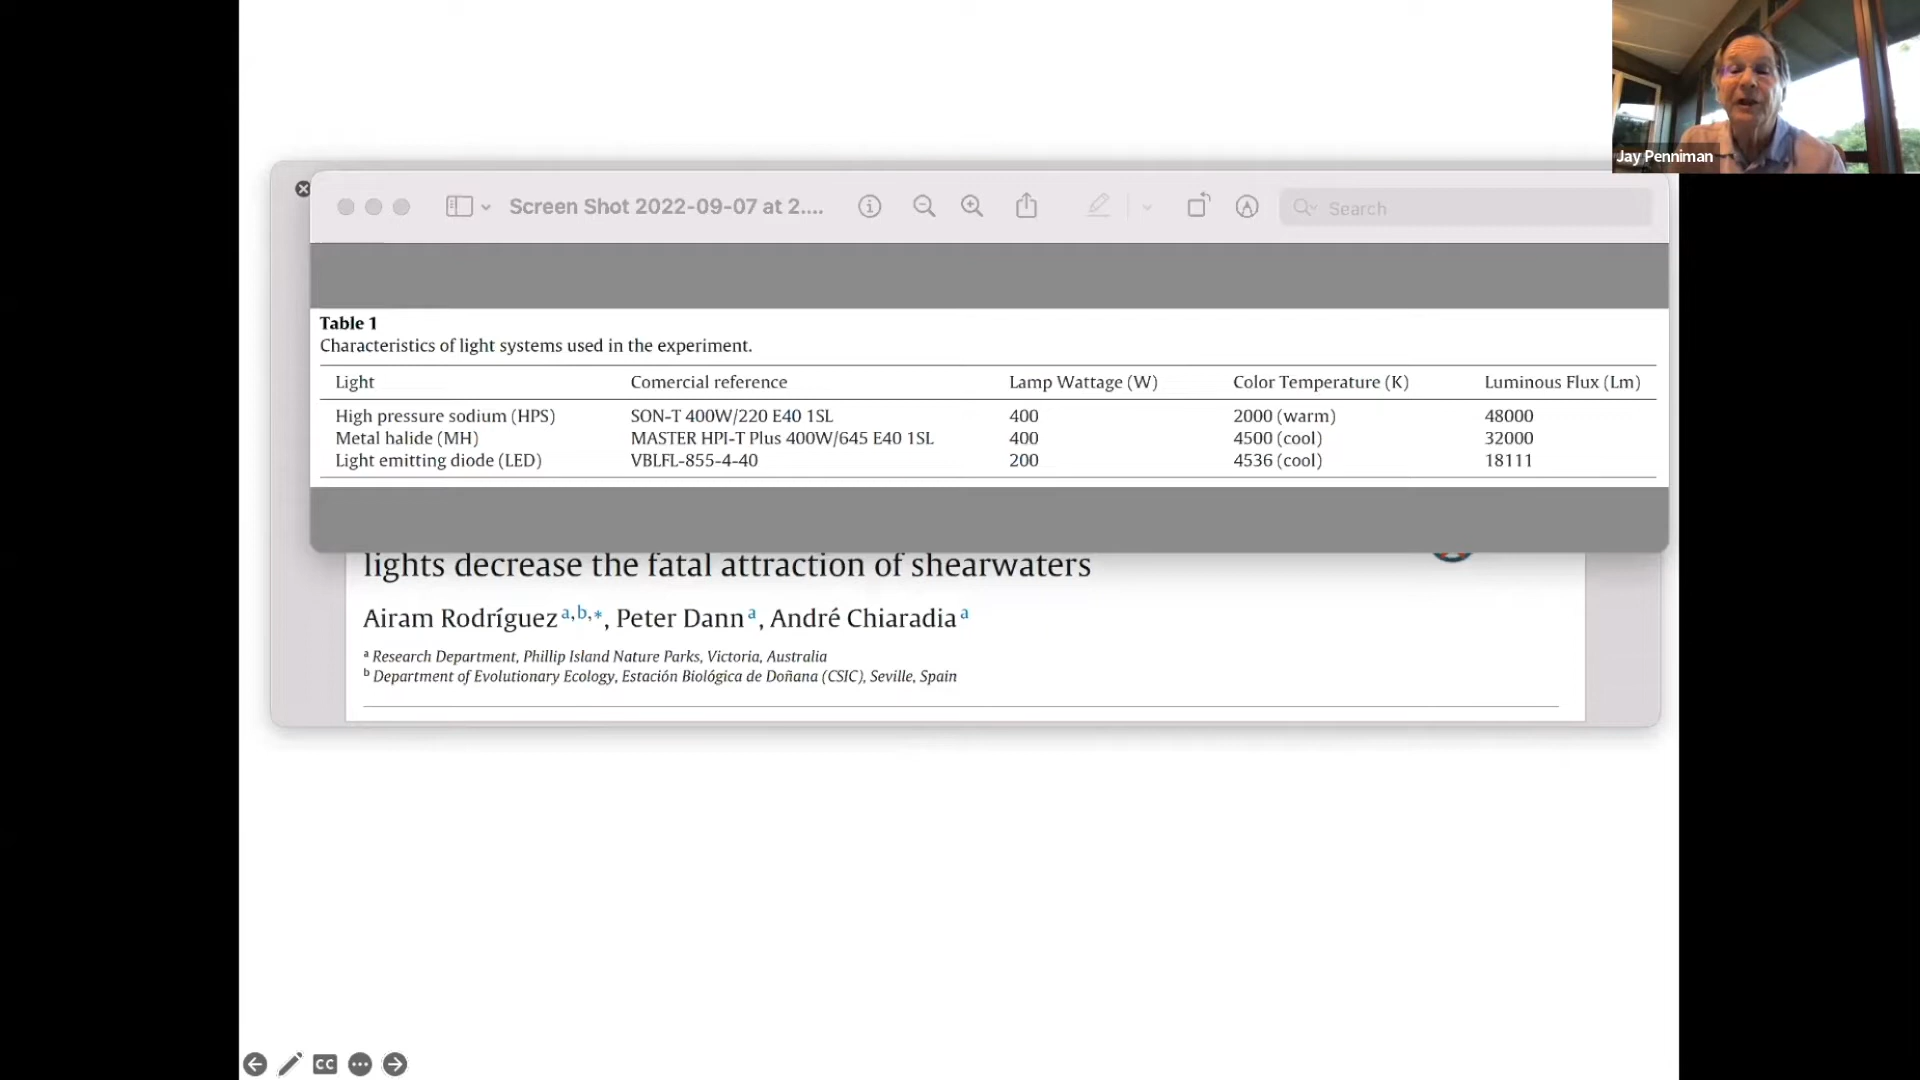 Jay Penniman
Screen Shot 2022-09-07 at 2....
Search
Table 1
Characteristics of light systems used in the experiment.
Light Comercial reference Lamp Wattage (W) Color Temperature (K) Luminous Flux (Lm)
High pressure sodium (HPS) SON-T 400W/220 E40 1SL 400 2000 (warm) 48000
Metal halide (MH) MASTER HPI-T Plus 400W/645 E40 1SL 400 4500 (cool) 32000
Light emitting diode (LED) VBLFL-855-4-40 200 4536 (cool) 18111
lights decrease the fatal attraction of shearwaters
Airam Rodríguez a,b,*, Peter Dann a, André Chiaradia a
a Research Department, Phillip Island Nature Parks, Victoria, Australia
b Department of Evolutionary Ecology, Estación Biológica de Doñana (CSIC), Seville, Spain
CC